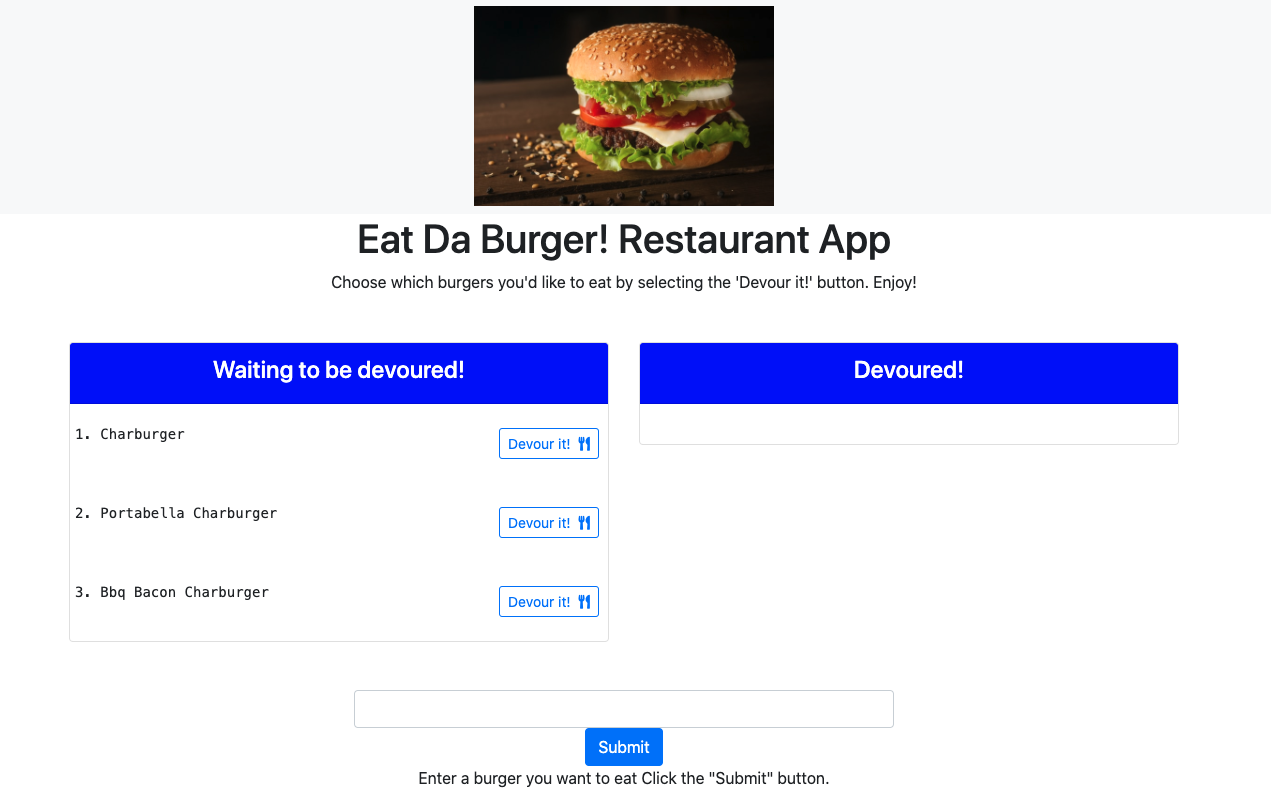 Eat Da Burger! Restaurant App
Choose which burgers you'd like to eat by selecting the 'Devour it!' button. Enjoy!
Waiting to be devoured!
1. Charburger
Devour it!
2. Portabella Charburger
Devour it!
3. Bbq Bacon Charburger
Devour it!
Devoured!
Submit
Enter a burger you want to eat Click the "Submit" button.